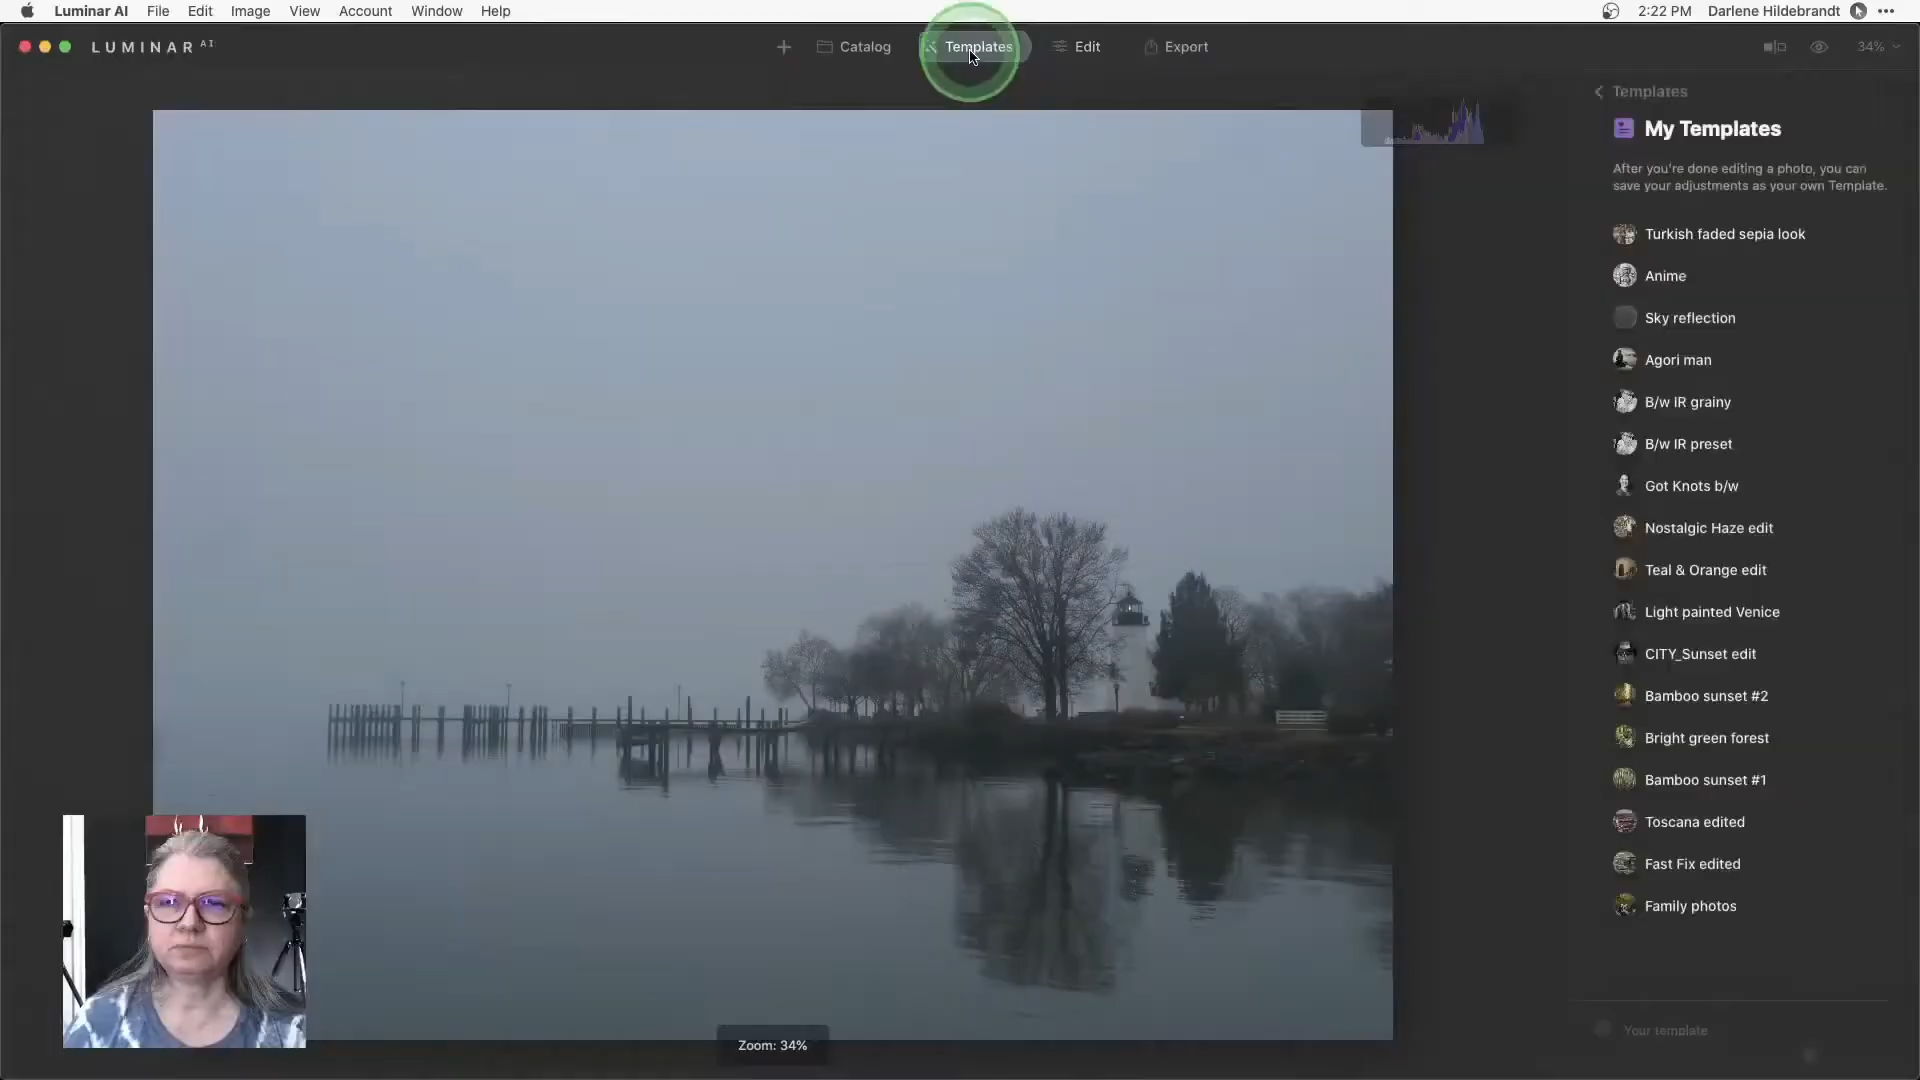 Luminar AI File Edit Image View Account Window Help 2:22 PM Darlene Hildebrandt
LUMINAR AI Catalog Templates Edit Export 34%
Templates
My Templates
After you're done editing a photo, you can
save your adjustments as your own Template.
Turkish faded sepia look
Anime
Sky reflection
Agori man
B/w IR grainy
B/w IR preset
Got Knots b/w
Nostalgic Haze edit
Teal & Orange edit
Light painted Venice
CITY_Sunset edit
Bamboo sunset #2
Bright green forest
Bamboo sunset #1
Toscana edited
Fast Fix edited
Family photos
Your template
Zoom: 34%